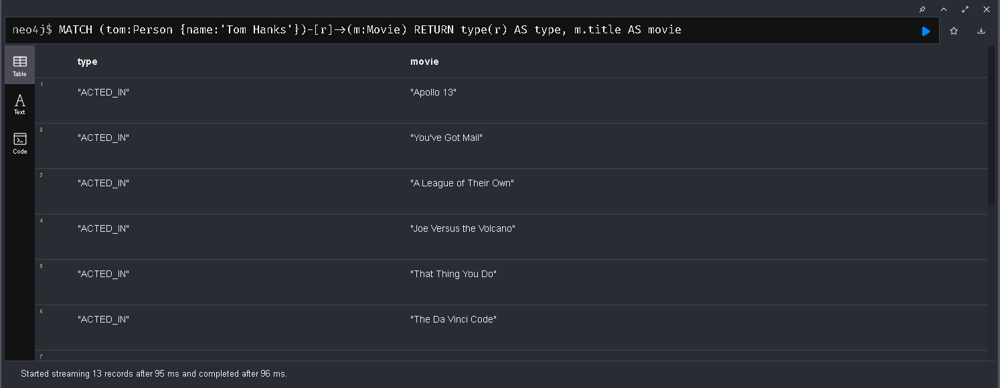 neo4j$ MATCH (tom:Person {name:'Tom Hanks'})-[r]->(m:Movie) RETURN type(r) AS type, m.title AS movie
Table
Text
Code
type movie
1 "ACTED_IN" "Apollo 13"
2 "ACTED_IN" "You've Got Mail"
3 "ACTED_IN" "A League of Their Own"
4 "ACTED_IN" "Joe Versus the Volcano"
5 "ACTED_IN" "That Thing You Do"
6 "ACTED_IN" "The Da Vinci Code"
7
Started streaming 13 records after 95 ms and completed after 96 ms.